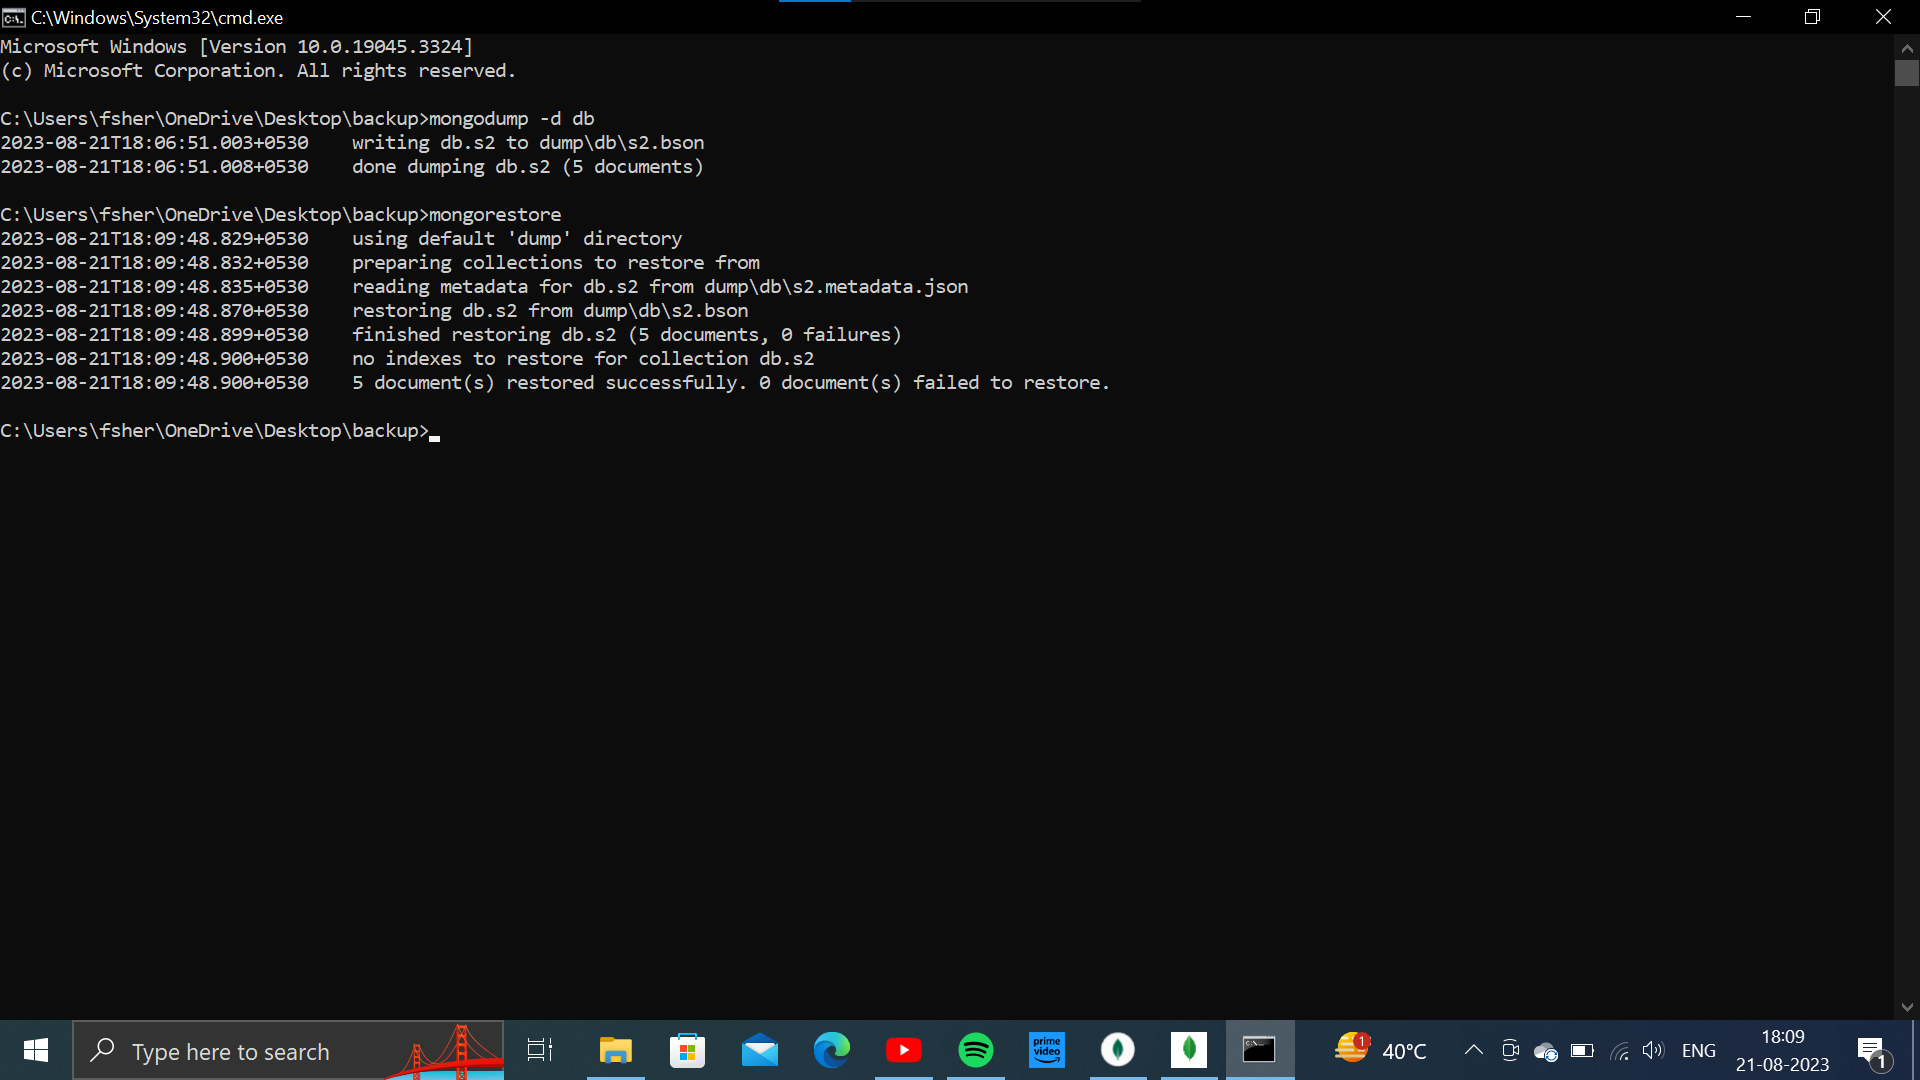 C:\Windows\System32\cmd.exe
Microsoft Windows [Version 10.0.19045.3324]
(c) Microsoft Corporation. All rights reserved.
C:\Users\fsher\OneDrive\Desktop\backup>mongodump -d db
2023-08-21T18:06:51.003+0530    writing db.s2 to dump\db\s2.bson
2023-08-21T18:06:51.008+0530    done dumping db.s2 (5 documents)
C:\Users\fsher\OneDrive\Desktop\backup>mongorestore
2023-08-21T18:09:48.829+0530    using default 'dump' directory
2023-08-21T18:09:48.832+0530    preparing collections to restore from
2023-08-21T18:09:48.835+0530    reading metadata for db.s2 from dump\db\s2.metadata.json
2023-08-21T18:09:48.870+0530    restoring db.s2 from dump\db\s2.bson
2023-08-21T18:09:48.899+0530    finished restoring db.s2 (5 documents, 0 failures)
2023-08-21T18:09:48.900+0530    no indexes to restore for collection db.s2
2023-08-21T18:09:48.900+0530    5 document(s) restored successfully. 0 document(s) failed to restore.
C:\Users\fsher\OneDrive\Desktop\backup>
Type here to search
prime
video
1
40°C
ENG
18:09
21-08-2023
1